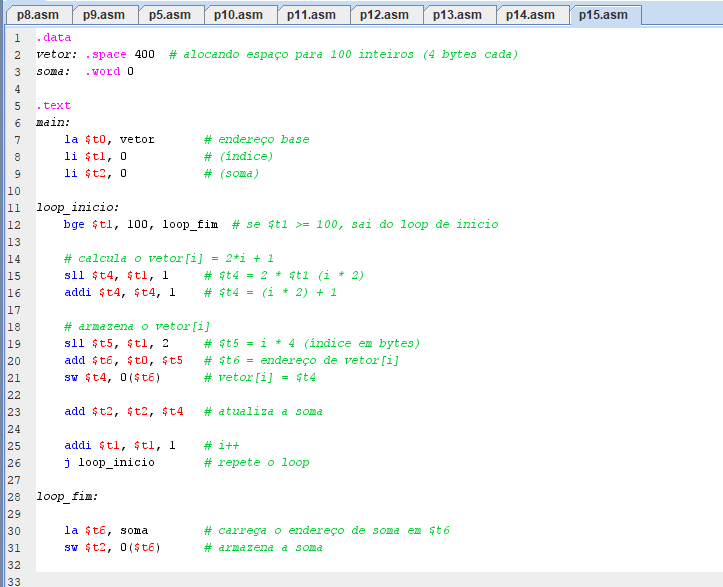 p8.asm p9.asm p5.asm p10.asm p11.asm p12.asm p13.asm p14.asm p15.asm
1 .data
2 vetor: .space 400 # alocando espaço para 100 inteiros (4 bytes cada)
3 soma: .word 0
4
5 .text
6 main:
7 la $t0, vetor # endereço base
8 li $t1, 0 # (índice)
9 li $t2, 0 # (soma)
10
11 loop_inicio:
12 bge $t1, 100, loop_fim # se $t1 >= 100, sai do loop de inicio
13
14 # calcula o vetor[i] = 2*i + 1
15 sll $t4, $t1, 1 # $t4 = 2 * $t1 (i * 2)
16 addi $t4, $t4, 1 # $t4 = (i * 2) + 1
17
18 # armazena o vetor[i]
19 sll $t5, $t1, 2 # $t5 = i * 4 (índice em bytes)
20 add $t6, $t0, $t5 # $t6 = endereço de vetor[i]
21 sw $t4, 0($t6) # vetor[i] = $t4
22
23 add $t2, $t2, $t4 # atualiza a soma
24
25 addi $t1, $t1, 1 # i++
26 j loop_inicio # repete o loop
27
28 loop_fim:
29
30 la $t6, soma # carrega o endereço de soma em $t6
31 sw $t2, 0($t6) # armazena a soma
32
33